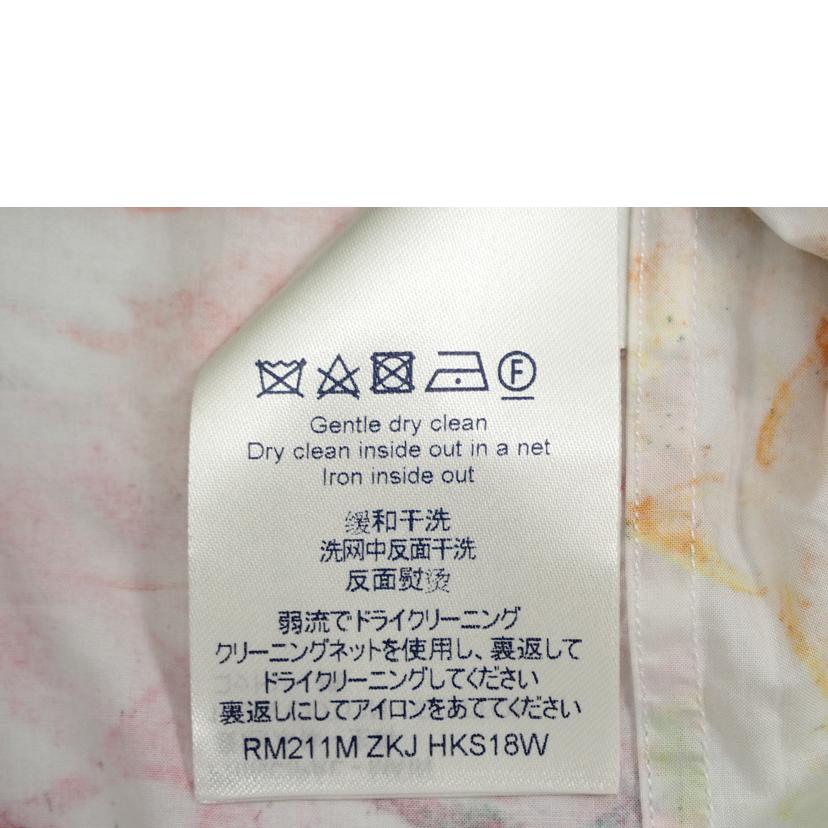 F
Gentle dry clean
Dry clean inside out in a net
Iron inside out
缓和干洗
洗网中反面干洗
反面熨烫
弱流でドライクリーニング
クリーニングネットを使用し、裏返して
ドライクリーニングしてください
裏返しにしてアイロンをあててください
RM211M ZKJ HKS18W